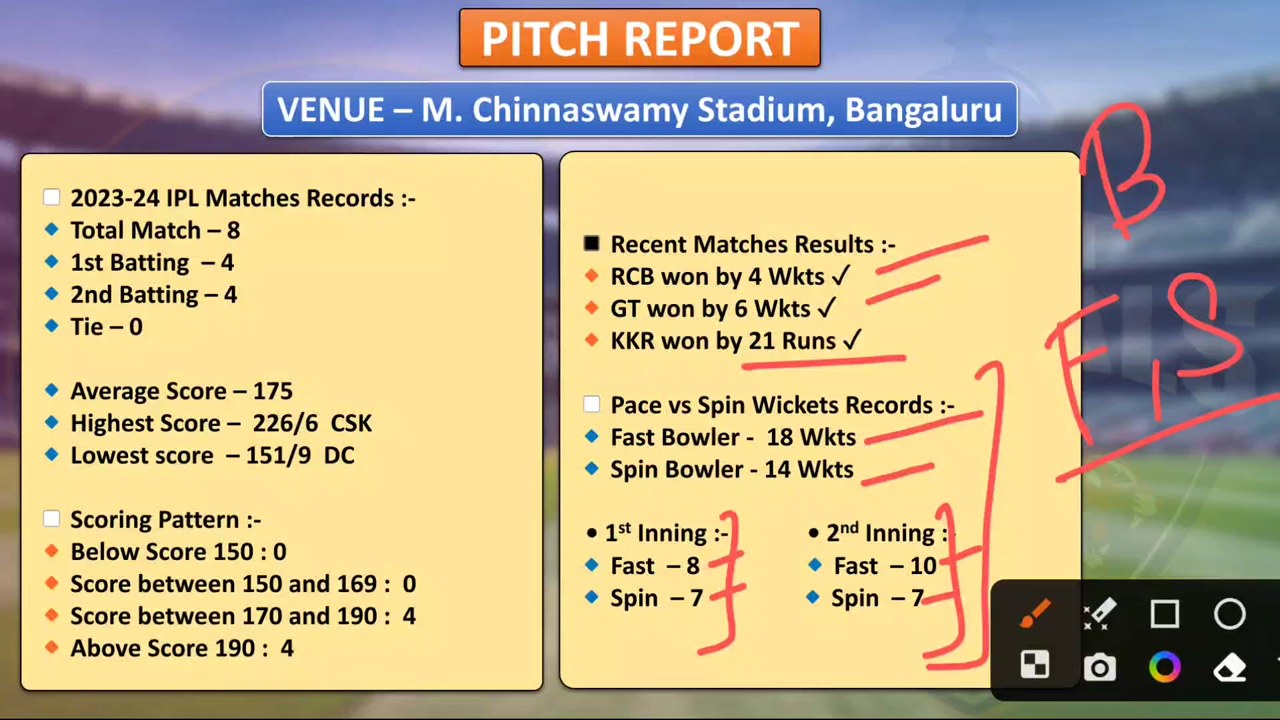 PITCH REPORT
VENUE – M. Chinnaswamy Stadium, Bangaluru
2023-24 IPL Matches Records :-
Total Match – 8
1st Batting – 4
2nd Batting – 4
Tie – 0
Average Score – 175
Highest Score – 226/6 CSK
Lowest score – 151/9 DC
Scoring Pattern :-
Below Score 150 : 0
Score between 150 and 169 : 0
Score between 170 and 190 : 4
Above Score 190 : 4
Recent Matches Results :-
RCB won by 4 Wkts ✓
GT won by 6 Wkts ✓
KKR won by 21 Runs ✓
Pace vs Spin Wickets Records :-
Fast Bowler - 18 Wkts
Spin Bowler - 14 Wkts
• 1st Inning :-
Fast – 8
Spin – 7
• 2nd Inning :-
Fast – 10
Spin – 7
B
F, S